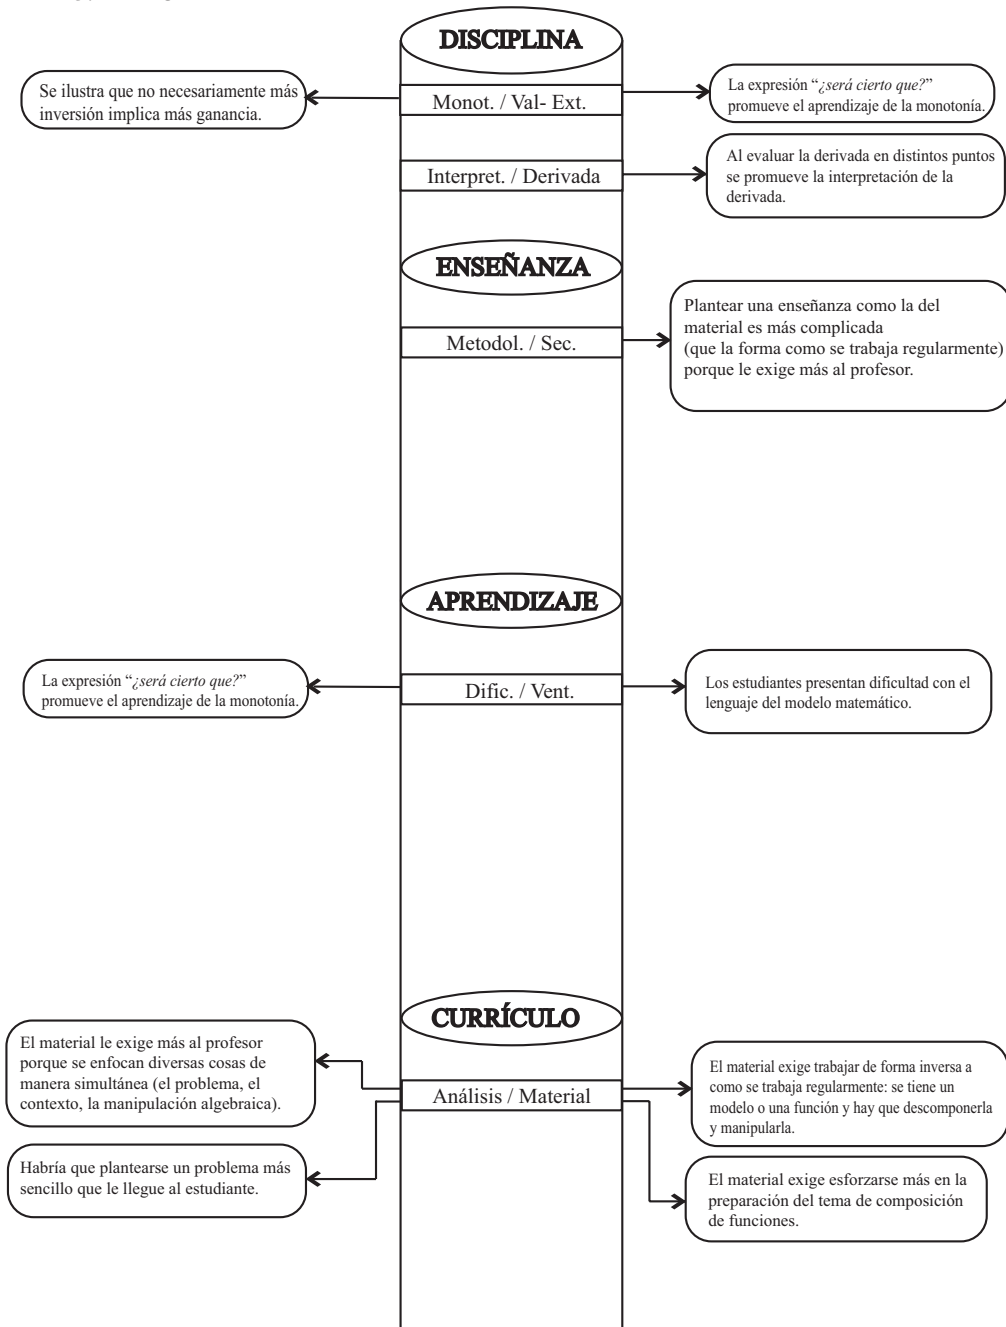 DISCIPLINA
Se ilustra que no necesariamente más
inversión implica más ganancia.
Monot. / Val- Ext.
La expresión “¿será cierto que?”
promueve el aprendizaje de la monotonía.
Interpret. / Derivada
Al evaluar la derivada en distintos puntos
se promueve la interpretación de la
derivada.
ENSEÑANZA
Metodol. / Sec.
Plantear una enseñanza como la del
material es más complicada
(que la forma como se trabaja regularmente)
porque le exige más al profesor.
APRENDIZAJE
La expresión “¿será cierto que?”
promueve el aprendizaje de la monotonía.
Dific. / Vent.
Los estudiantes presentan dificultad con el
lenguaje del modelo matemático.
CURRÍCULO
El material le exige más al profesor
porque se enfocan diversas cosas de
manera simultánea (el problema, el
contexto, la manipulación algebraica).
Análisis / Material
El material exige trabajar de forma inversa a
como se trabaja regularmente: se tiene un
modelo o una función y hay que descomponerla
y manipularla.
Habría que plantearse un problema más
sencillo que le llegue al estudiante.
El material exige esforzarse más en la
preparación del tema de composición
de funciones.